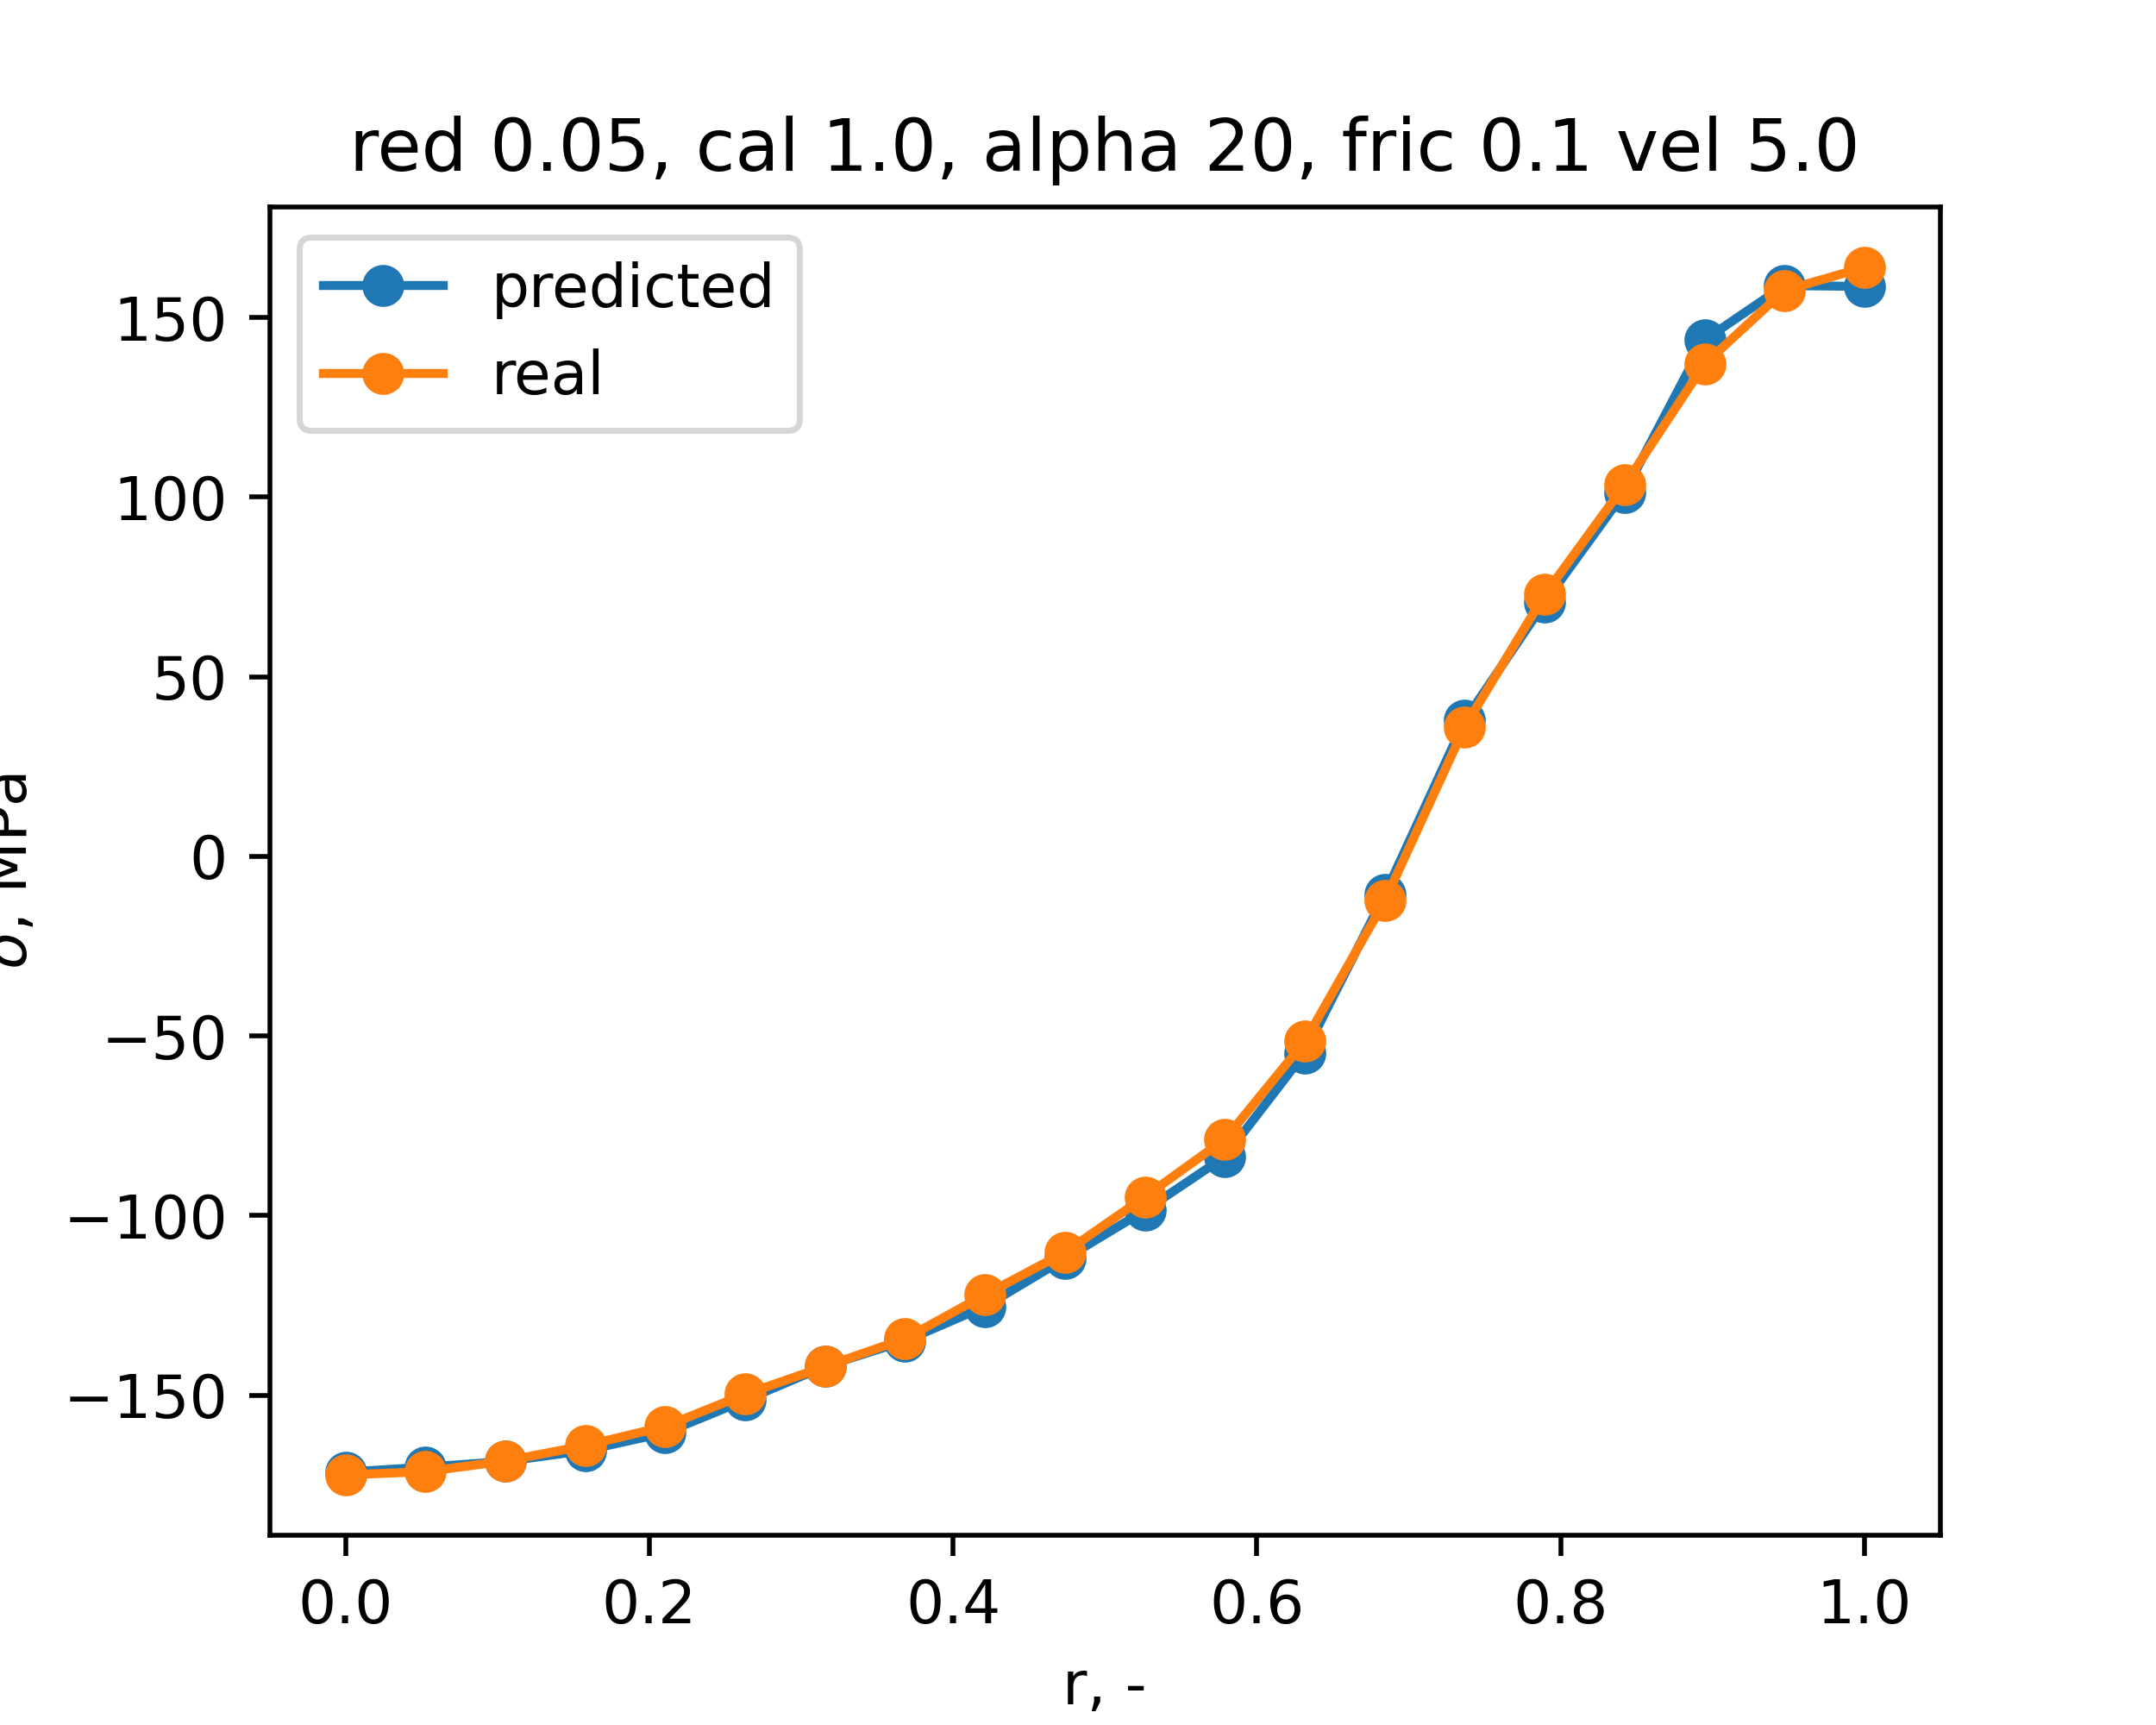 red 0.05, cal 1.0, alpha 20, fric 0.1 vel 5.0
predicted
real
150
100
50
0
−50
−100
−150
σ, MPa
0.0 0.2 0.4 0.6 0.8 1.0
r, -